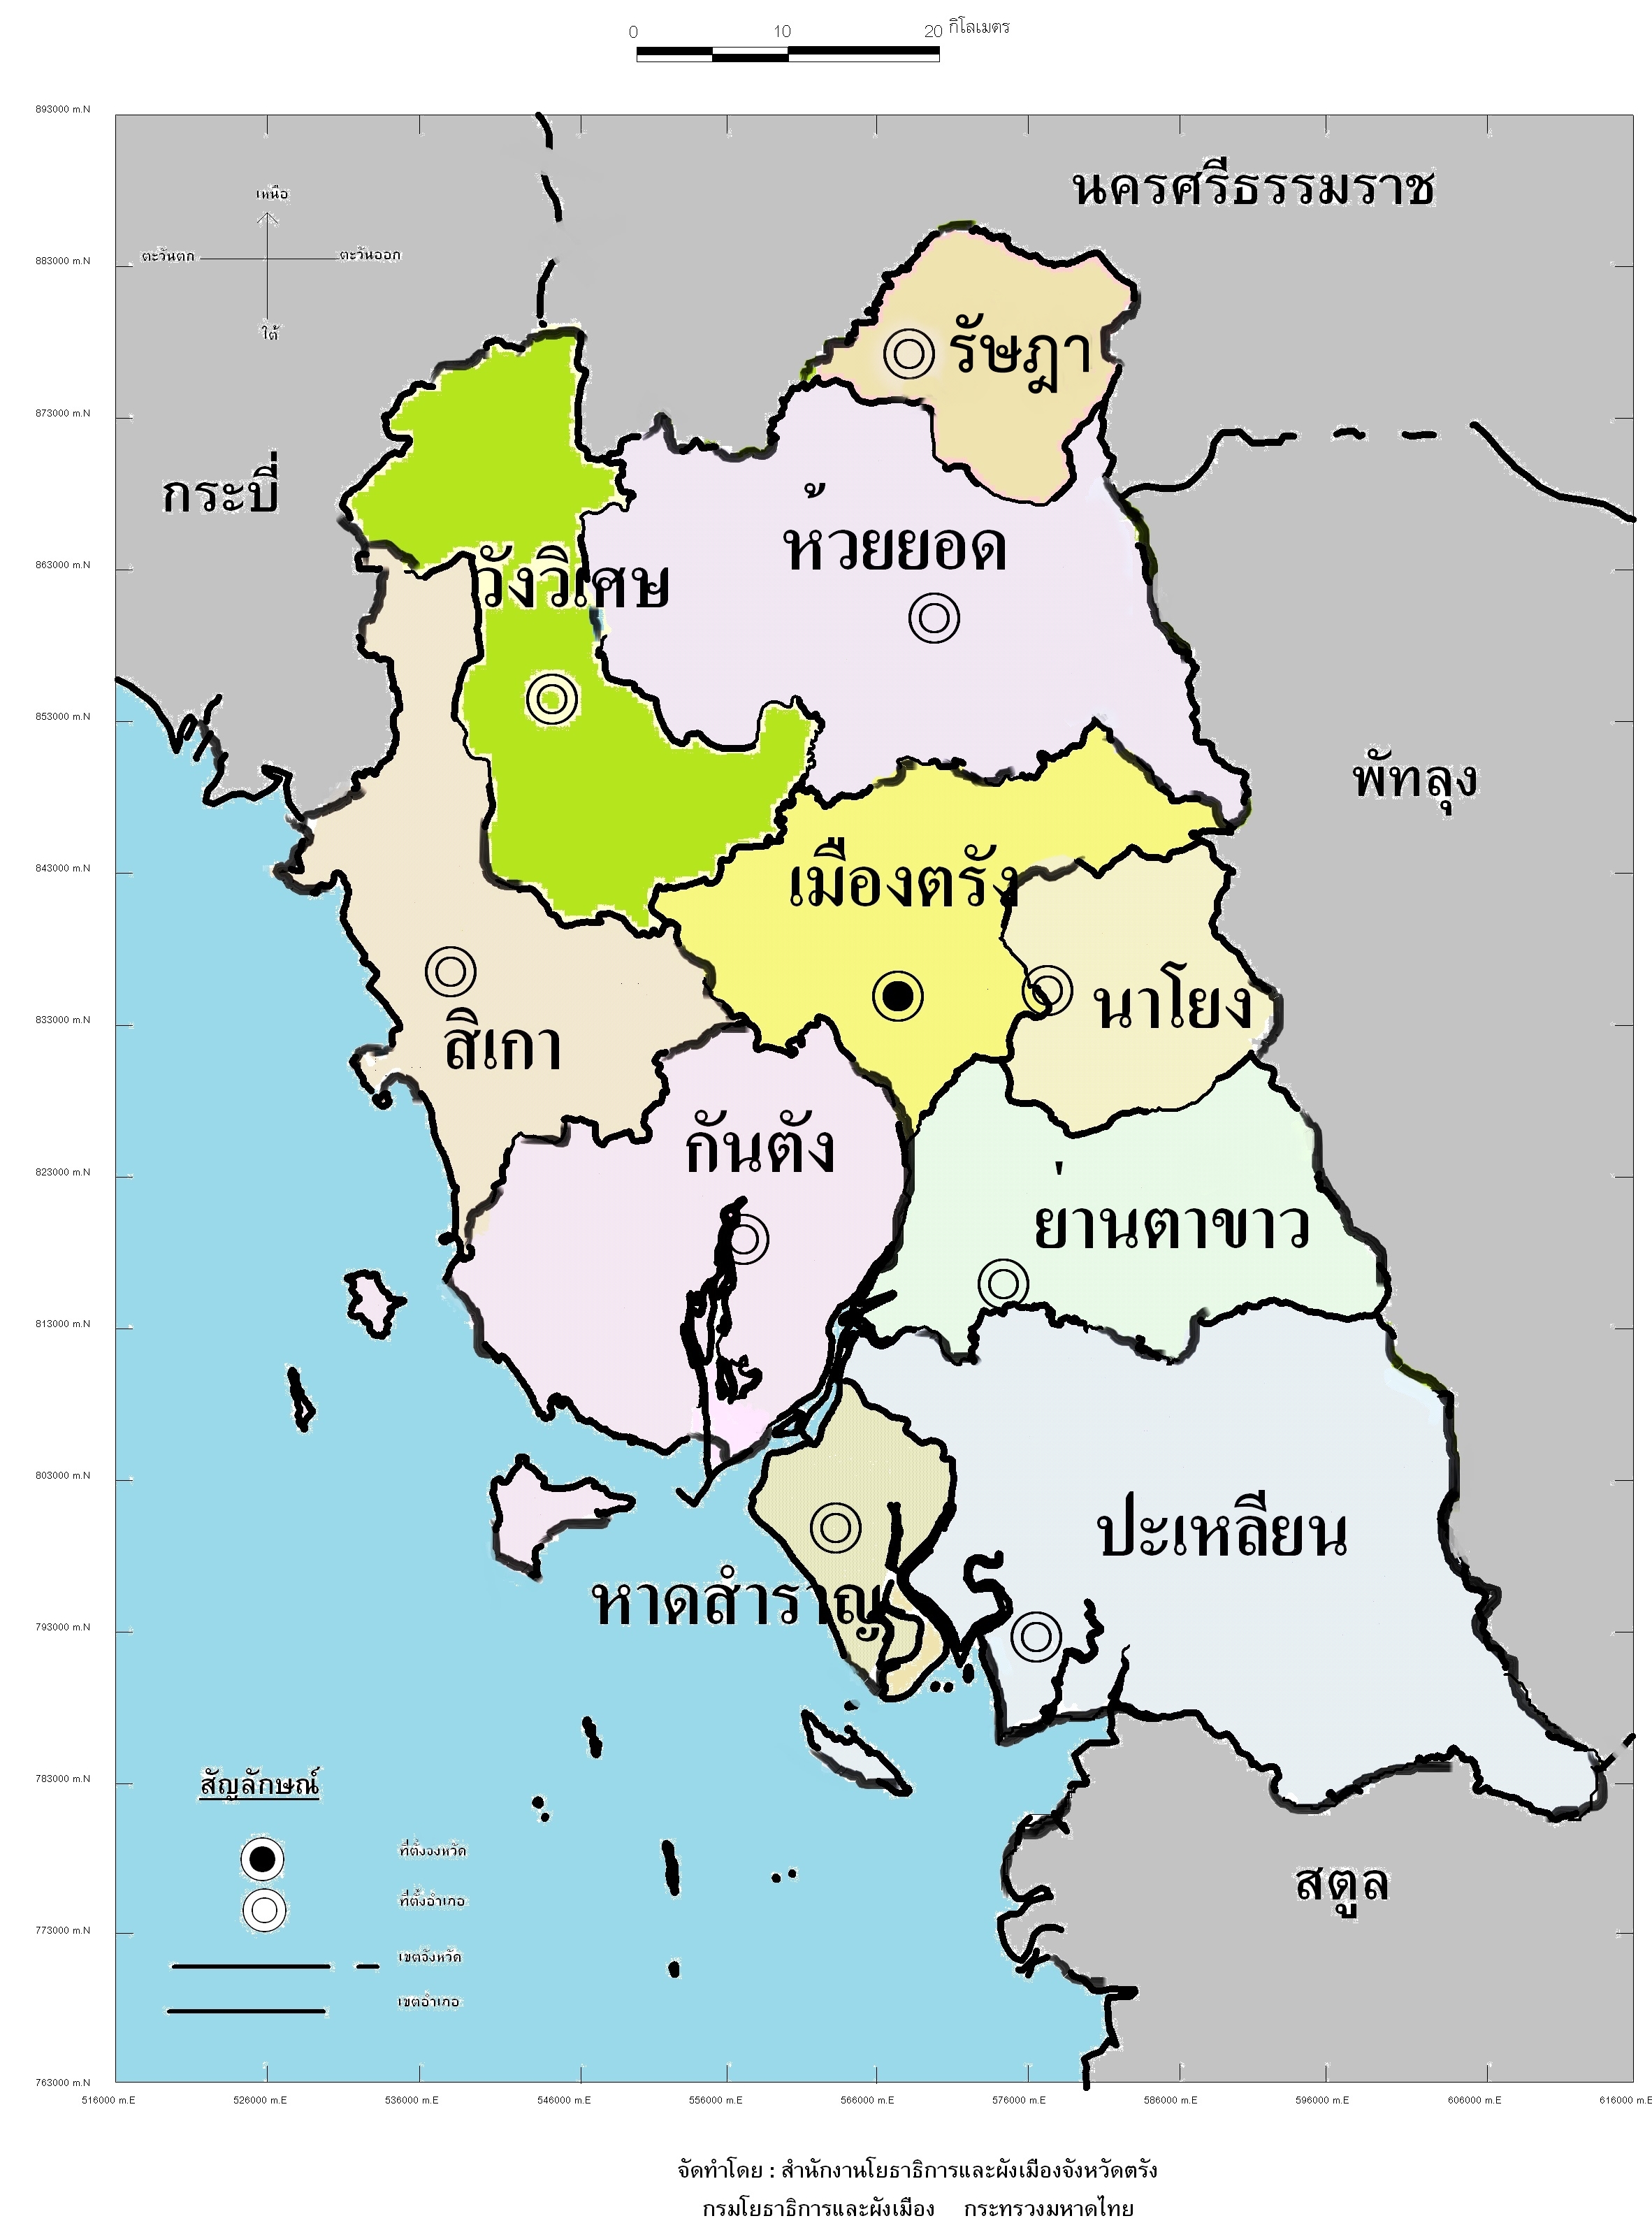 0 10 20 กิโลเมตร
893000 m.N
นครศรีธรรมราช
เหนือ
883000 m.N
ตะวันตก ตะวันออก
ใต้
รัษฎา
873000 m.N
กระบี่
ห้วยยอด
863000 m.N
วังวิเศษ
853000 m.N
พัทลุง
843000 m.N
เมืองตรัง
นาโยง
833000 m.N
สิเกา
กันตัง
823000 m.N
ย่านตาขาว
813000 m.N
803000 m.N
ปะเหลียน
หาดสำราญ
793000 m.N
783000 m.N
สัญลักษณ์
ที่ตั้งจังหวัด
สตูล
ที่ตั้งอำเภอ
773000 m.N
เขตจังหวัด
เขตอำเภอ
763000 m.N
516000 m.E 526000 m.E 536000 m.E 546000 m.E 556000 m.E 566000 m.E 576000 m.E 586000 m.E 596000 m.E 606000 m.E 616000 m.E
จัดทำโดย : สำนักงานโยธาธิการและผังเมืองจังหวัดตรัง
กรมโยธาธิการและผังเมือง กระทรวงมหาดไทย